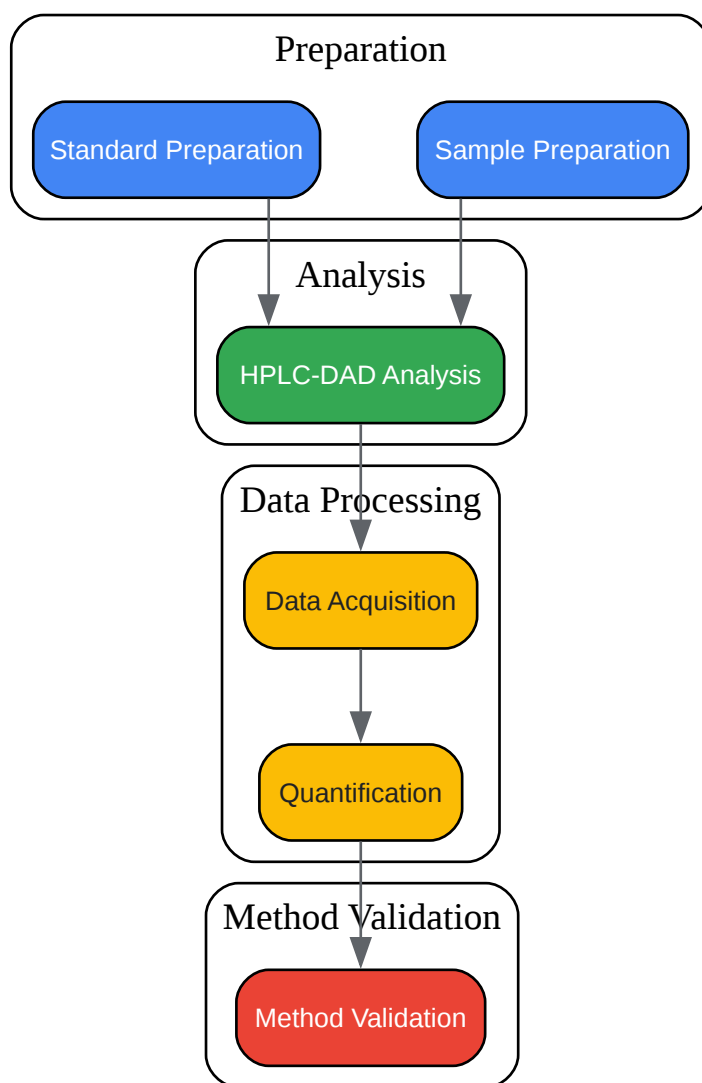 Preparation
Standard Preparation
Sample Preparation
Analysis
HPLC-DAD Analysis
Data Processing
Data Acquisition
Quantification
Method Validation
Method Validation